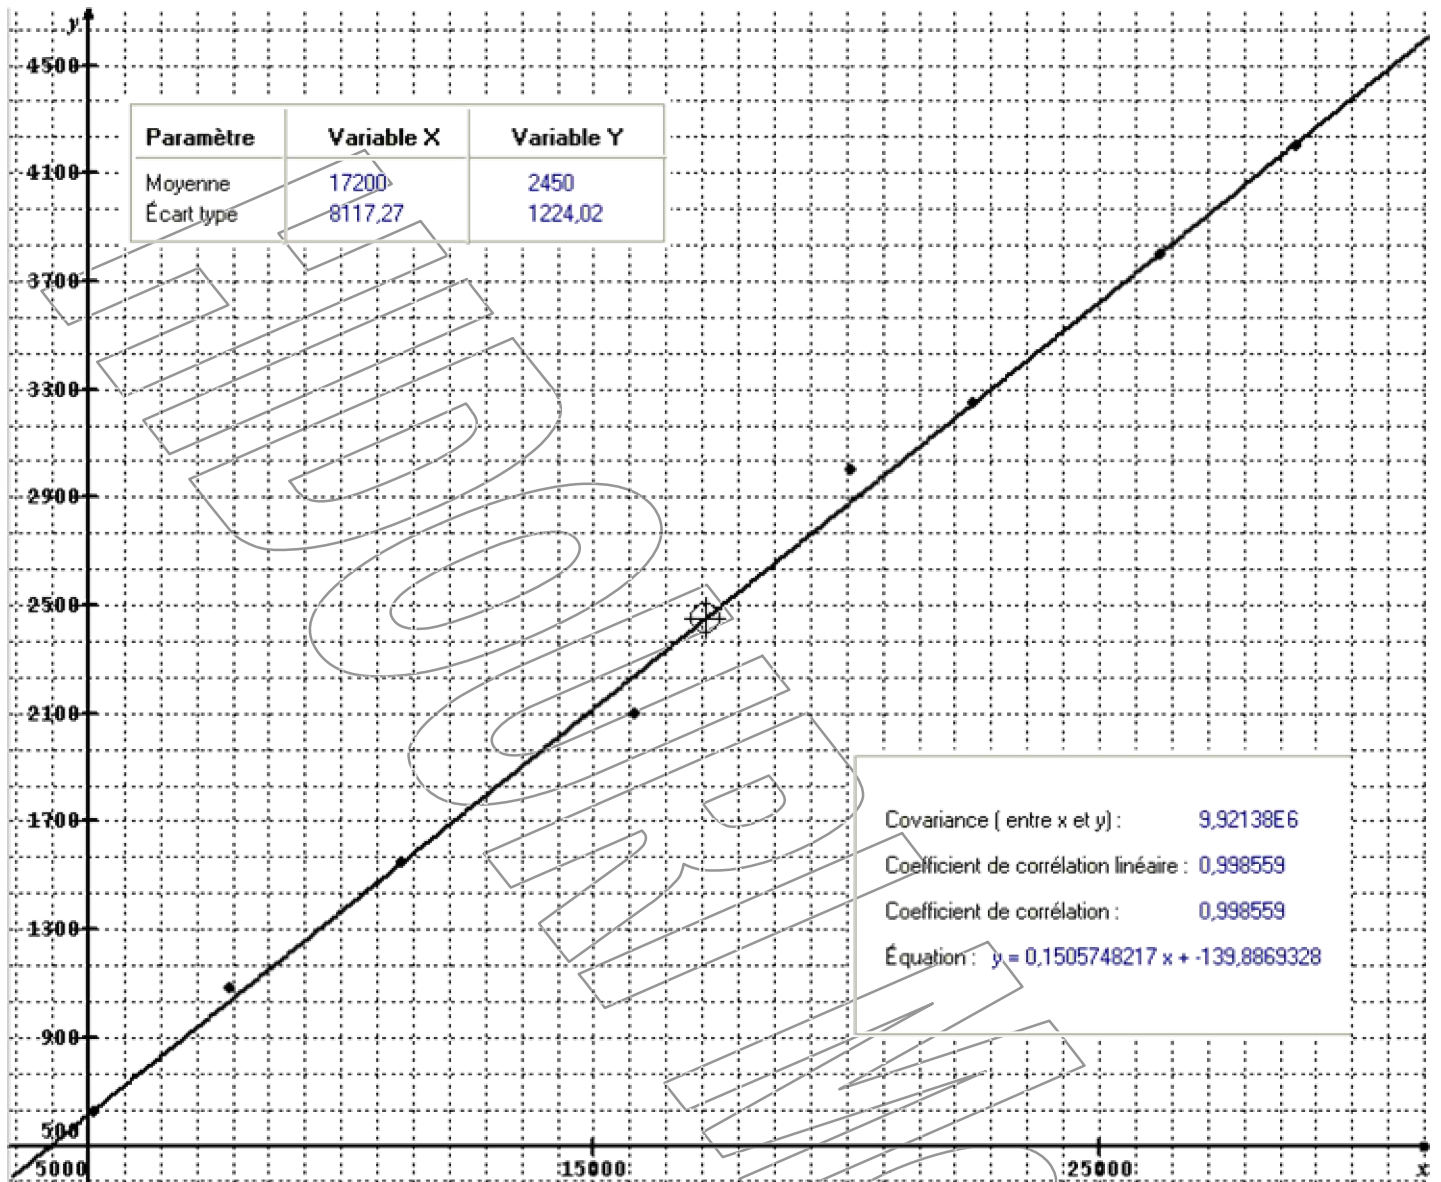 y
4500
Paramètre Variable X Variable Y
4100
Moyenne 17200 2450
Écart type 8117,27 1224,02
3700
3300
2900
2500
2100
1700
Covariance ( entre x et y) : 9,92138E6
Coefficient de corrélation linéaire : 0,998559
1300
Coefficient de corrélation : 0,998559
Équation : y = 0,1505748217 x + -139,8869328
900
500
5000 15000 25000 x